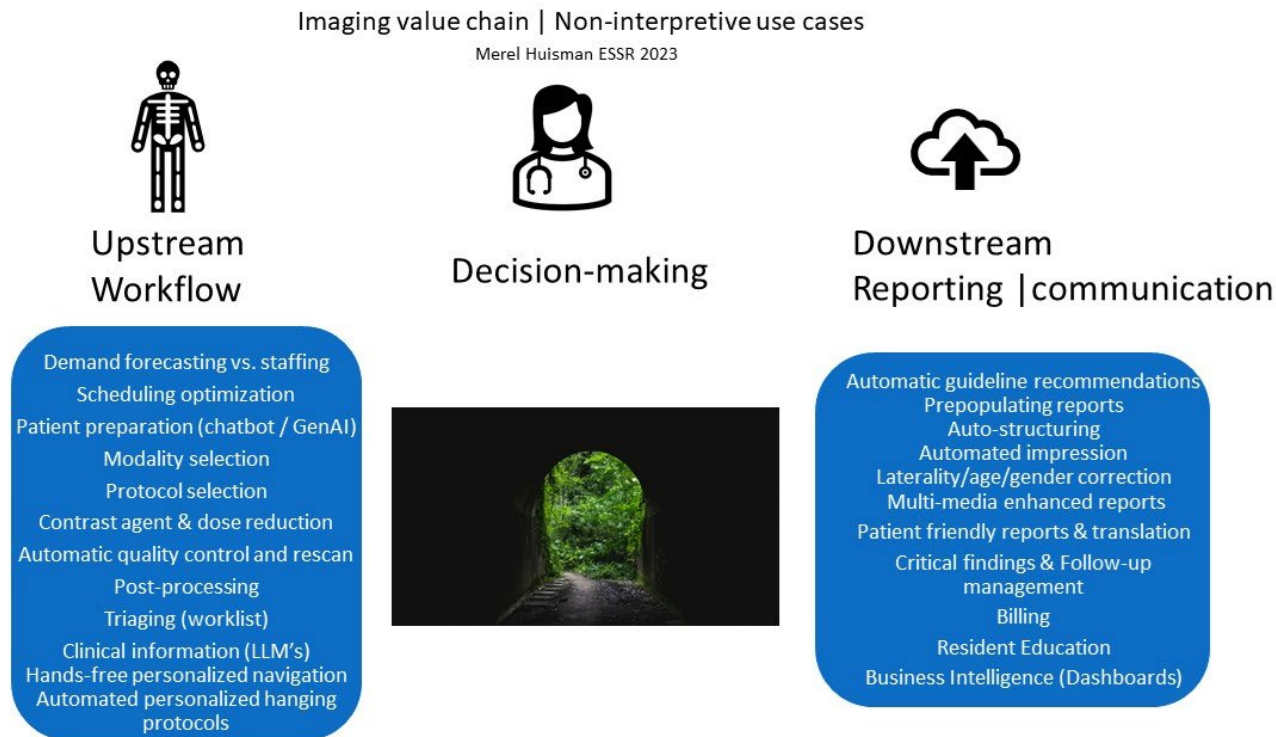 Imaging value chain | Non-interpretive use cases
Merel Huisman ESSR 2023
Upstream
Workflow
Demand forecasting vs. staffing
Scheduling optimization
Patient preparation (chatbot / GenAI)
Modality selection
Protocol selection
Contrast agent & dose reduction
Automatic quality control and rescan
Post-processing
Triaging (worklist)
Clinical information (LLM's)
Hands-free personalized navigation
Automated personalized hanging
protocols
Decision-making
Downstream
Reporting |communication
Automatic guideline recommendations
Prepopulating reports
Auto-structuring
Automated impression
Laterality/age/gender correction
Multi-media enhanced reports
Patient friendly reports & translation
Critical findings & Follow-up
management
Billing
Resident Education
Business Intelligence (Dashboards)